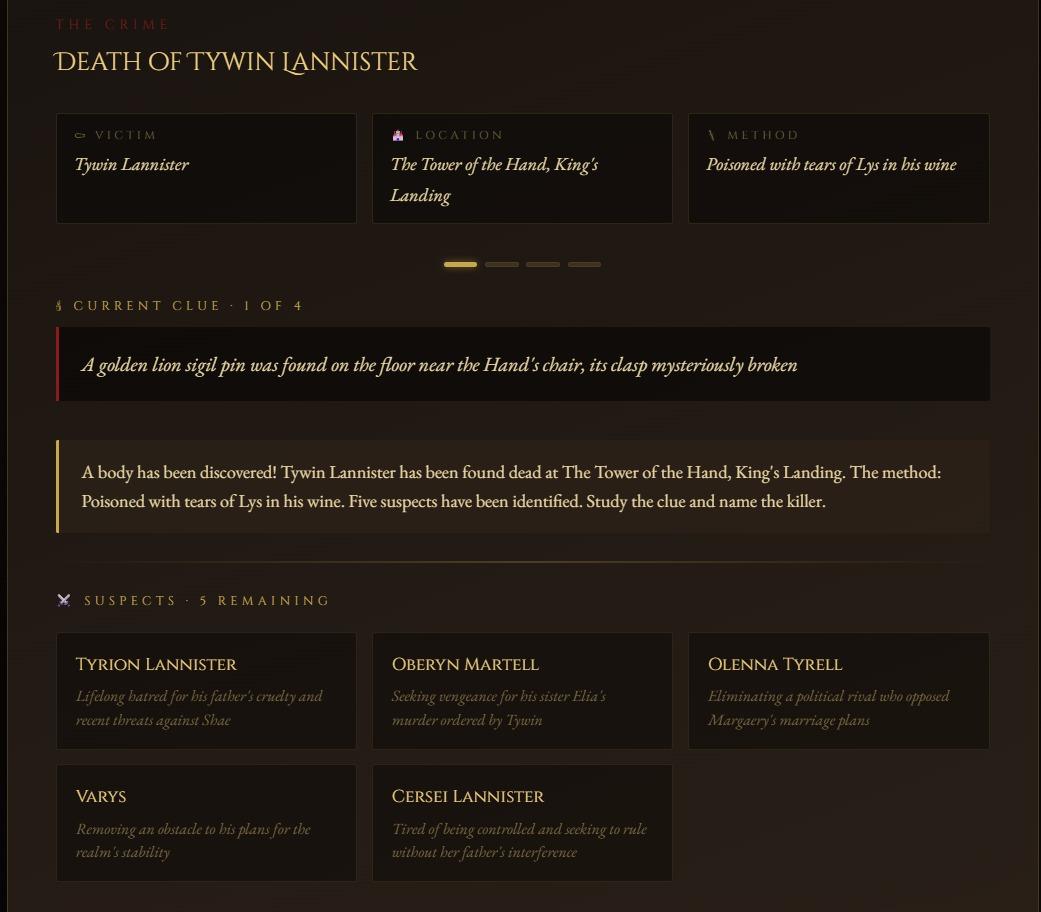 THE CRIME
DEATH OF TYWIN LANNISTER
VICTIM
Tywin Lannister
LOCATION
The Tower of the Hand, King's
Landing
METHOD
Poisoned with tears of Lys in his wine
CURRENT CLUE · 1 OF 4
A golden lion sigil pin was found on the floor near the Hand's chair, its clasp mysteriously broken
A body has been discovered! Tywin Lannister has been found dead at The Tower of the Hand, King's Landing. The method:
Poisoned with tears of Lys in his wine. Five suspects have been identified. Study the clue and name the killer.
SUSPECTS · 5 REMAINING
TYRION LANNISTER
Lifelong hatred for his father's cruelty and
recent threats against Shae
OBERYN MARTELL
Seeking vengeance for his sister Elia's
murder ordered by Tywin
OLENNA TYRELL
Eliminating a political rival who opposed
Margaery's marriage plans
VARYS
Removing an obstacle to his plans for the
realm's stability
CERSEI LANNISTER
Tired of being controlled and seeking to rule
without her father's interference